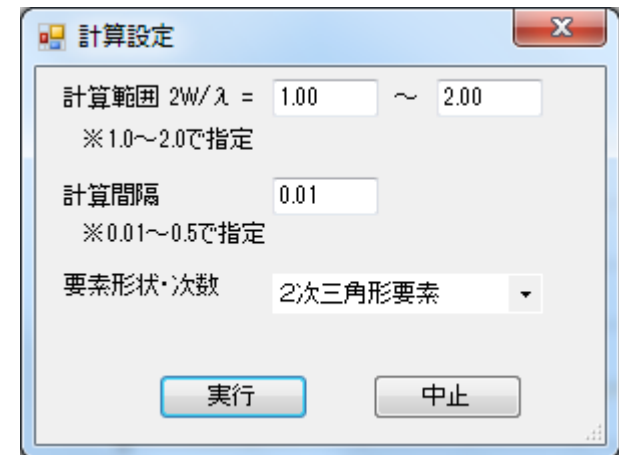 計算設定
計算範囲 2W/λ = 1.00 ～ 2.00
※1.0～2.0で指定
計算間隔 0.01
※0.01～0.5で指定
要素形状・次数 2次三角形要素
実行 中止